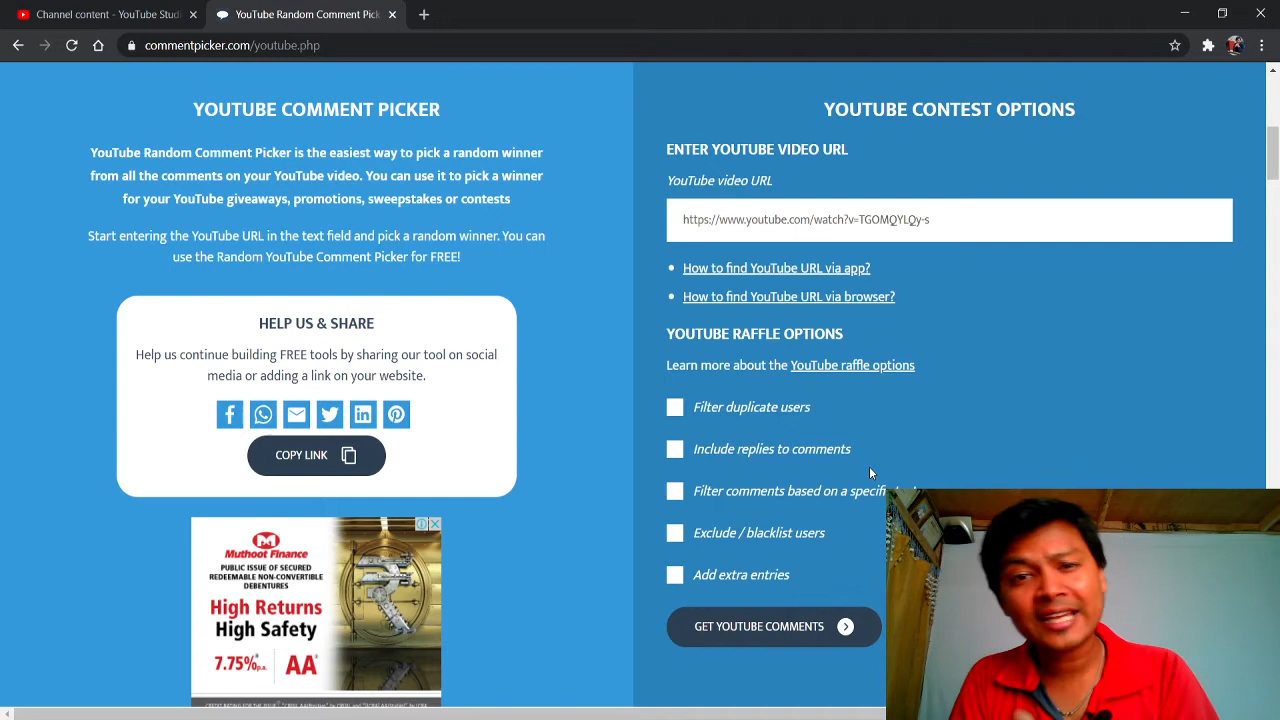 Channel content - YouTube Studi
YouTube Random Comment Pick
commentpicker.com/youtube.php
YOUTUBE COMMENT PICKER
YouTube Random Comment Picker is the easiest way to pick a random winner
from all the comments on your YouTube video. You can use it to pick a winner
for your YouTube giveaways, promotions, sweepstakes or contests
Start entering the YouTube URL in the text field and pick a random winner. You can
use the Random YouTube Comment Picker for FREE!
HELP US & SHARE
Help us continue building FREE tools by sharing our tool on social
media or adding a link on your website.
COPY LINK
Muthoot Finance
PUBLIC ISSUE OF SECURED
REDEEMABLE NON-CONVERTIBLE
DEBENTURES
High Returns
High Safety
7.75% p.a. AA
YOUTUBE CONTEST OPTIONS
ENTER YOUTUBE VIDEO URL
YouTube video URL
https://www.youtube.com/watch?v=TGOMQYLQy-s
How to find YouTube URL via app?
How to find YouTube URL via browser?
YOUTUBE RAFFLE OPTIONS
Learn more about the YouTube raffle options
Filter duplicate users
Include replies to comments
Filter comments based on a specific
Exclude / blacklist users
Add extra entries
GET YOUTUBE COMMENTS